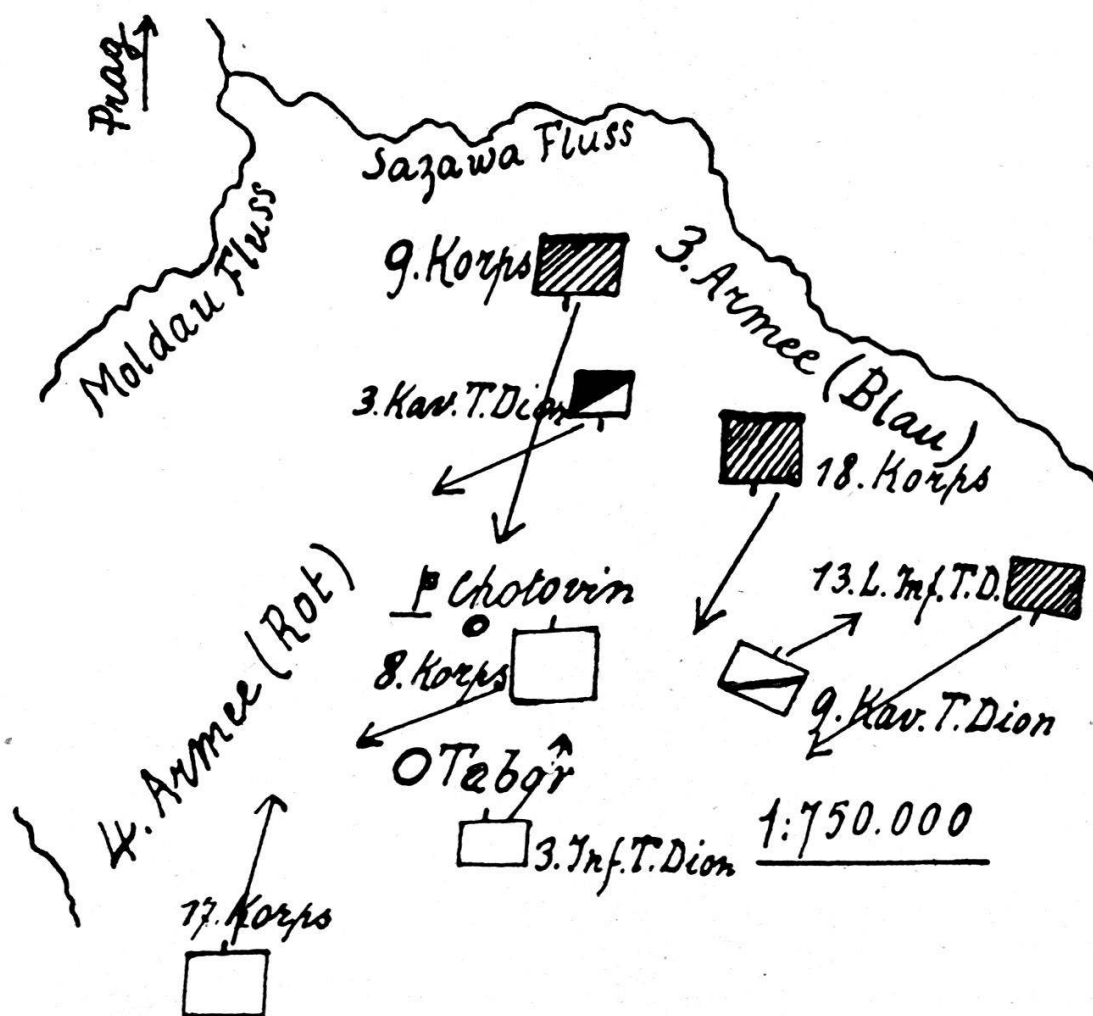 Prag
Sazawa Fluss
Moldau Fluss
9. Korps
3. Armee (Blau)
3. Kav. T. Dion
18. Korps
13. L. Inf. T. D.
Chotovin
8. Korps
9. Kav. T. Dion
4. Armee (Rot)
Tabor
1:750.000
3. Inf. T. Dion
17. Korps